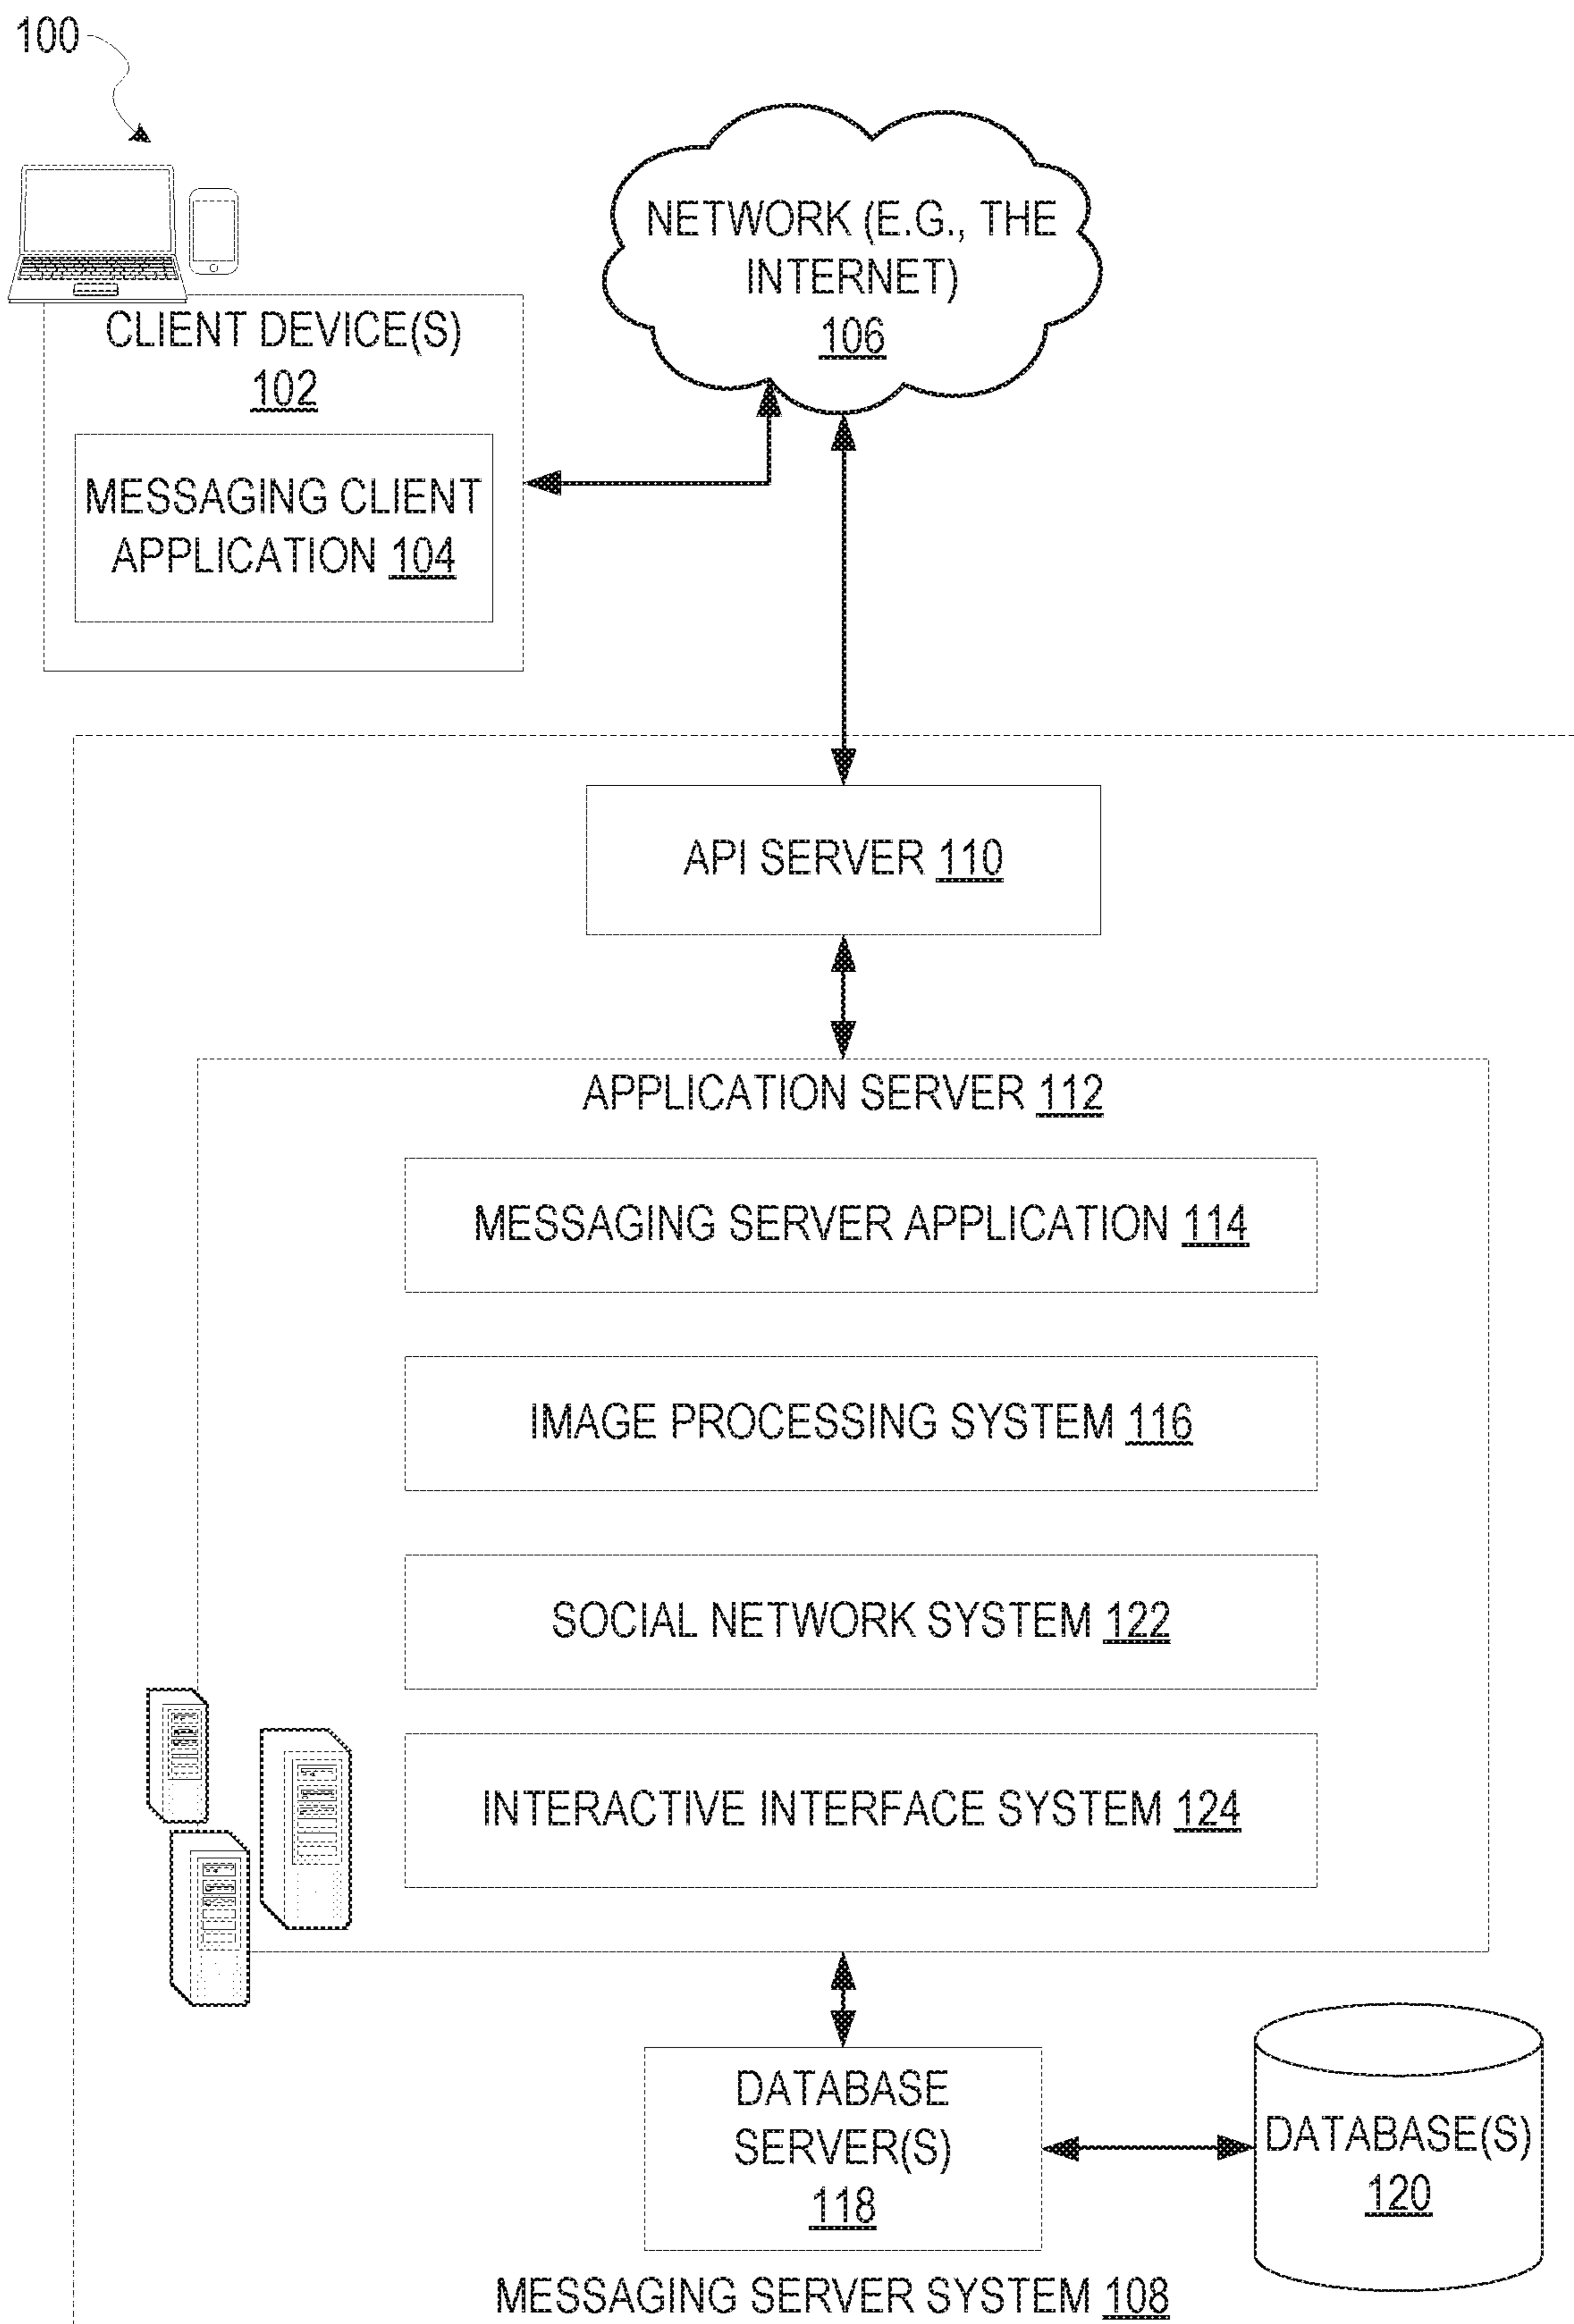 100
NETWORK (E.G., THE
INTERNET)
106
CLIENT DEVICE(S)
102
MESSAGING CLIENT
APPLICATION 104
API SERVER 110
APPLICATION SERVER 112
MESSAGING SERVER APPLICATION 114
IMAGE PROCESSING SYSTEM 116
SOCIAL NETWORK SYSTEM 122
INTERACTIVE INTERFACE SYSTEM 124
DATABASE
SERVER(S)
118
DATABASE(S)
120
MESSAGING SERVER SYSTEM 108